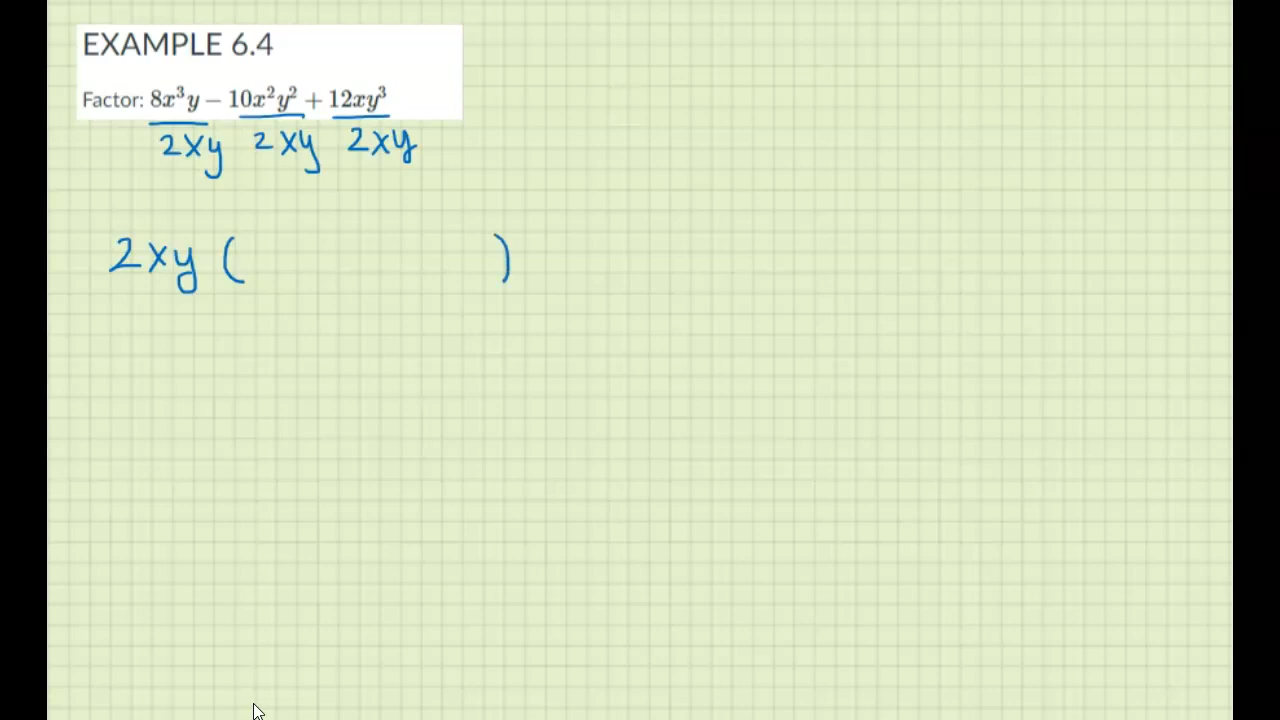 EXAMPLE 6.4
Factor: 8x³y − 10x²y² + 12xy³
2xy 2xy 2xy
2xy ( )